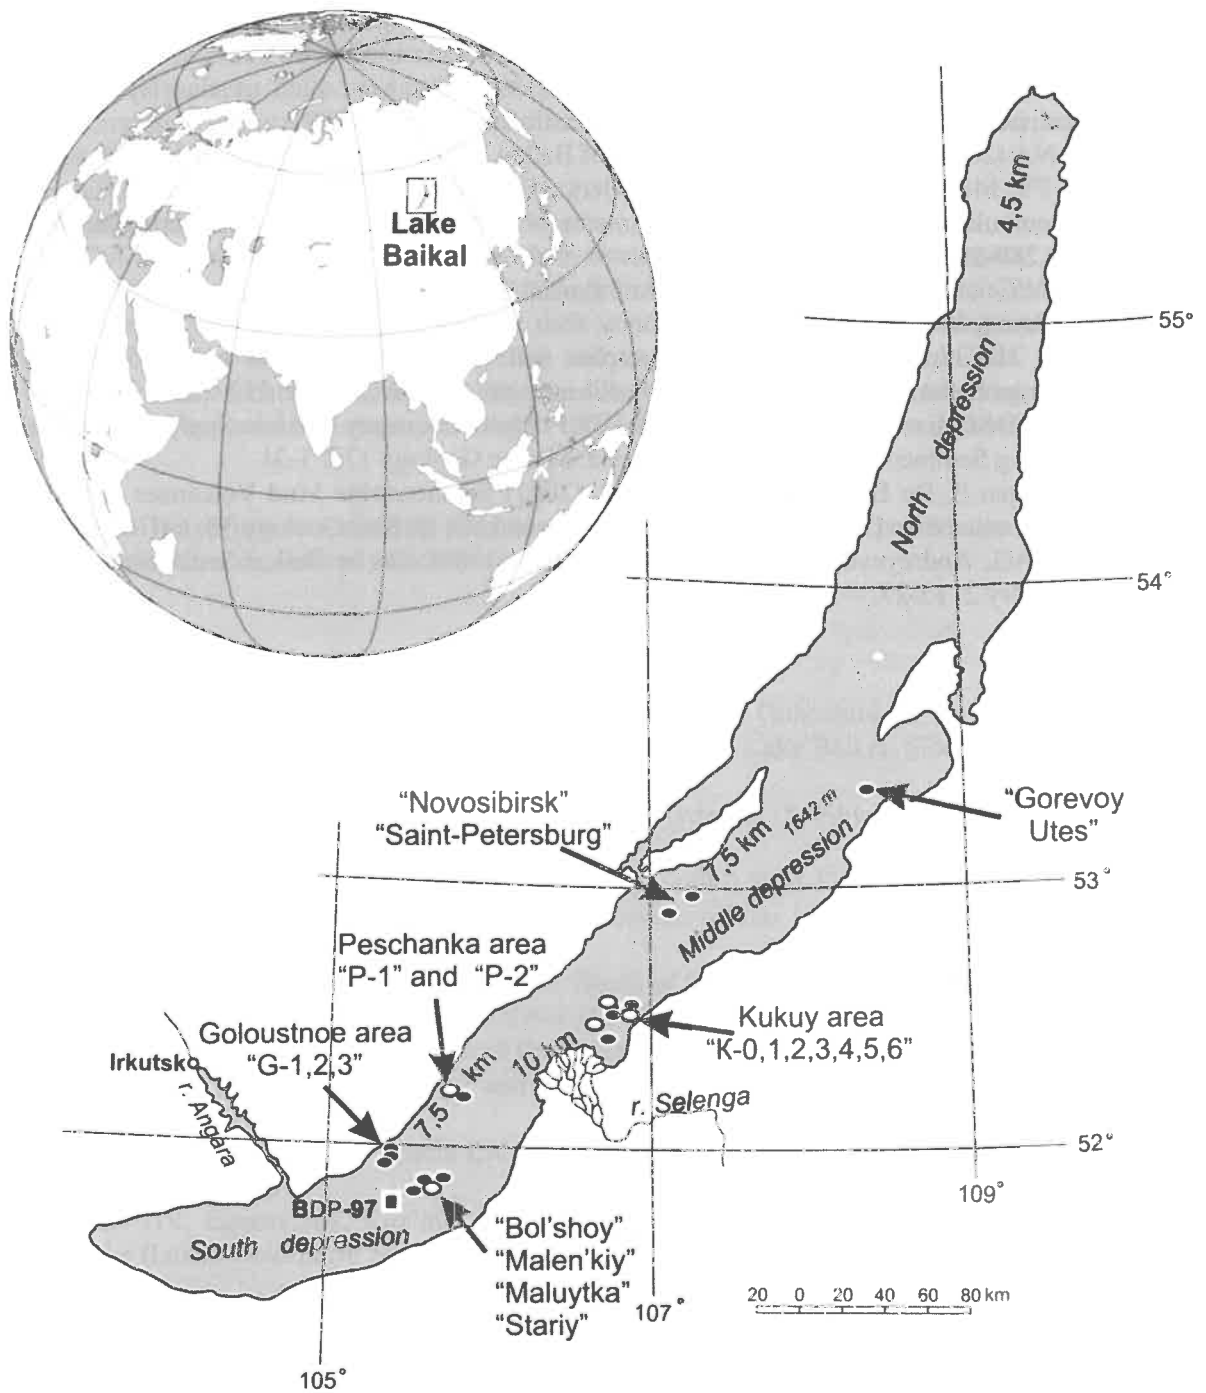 Lake
Baikal
4,5 km
55°
North
depression
54°
"Novosibirsk"
"Saint-Petersburg"
7,5 km
1642 m
"Gorevoy
Utes"
Middle depression
53°
Peschanka area
"P-1" and "P-2"
Goloustnoe area
"G-1,2,3"
Kukuy area
"K-0,1,2,3,4,5,6"
10 km
Irkutsk
r. Angara
7,5 km
r. Selenga
52°
109°
BDP-97
South depression
"Bol'shoy"
"Malen'kiy"
"Maluytka"
"Stariy"
20 0 20 40 60 80 km
107°
105°